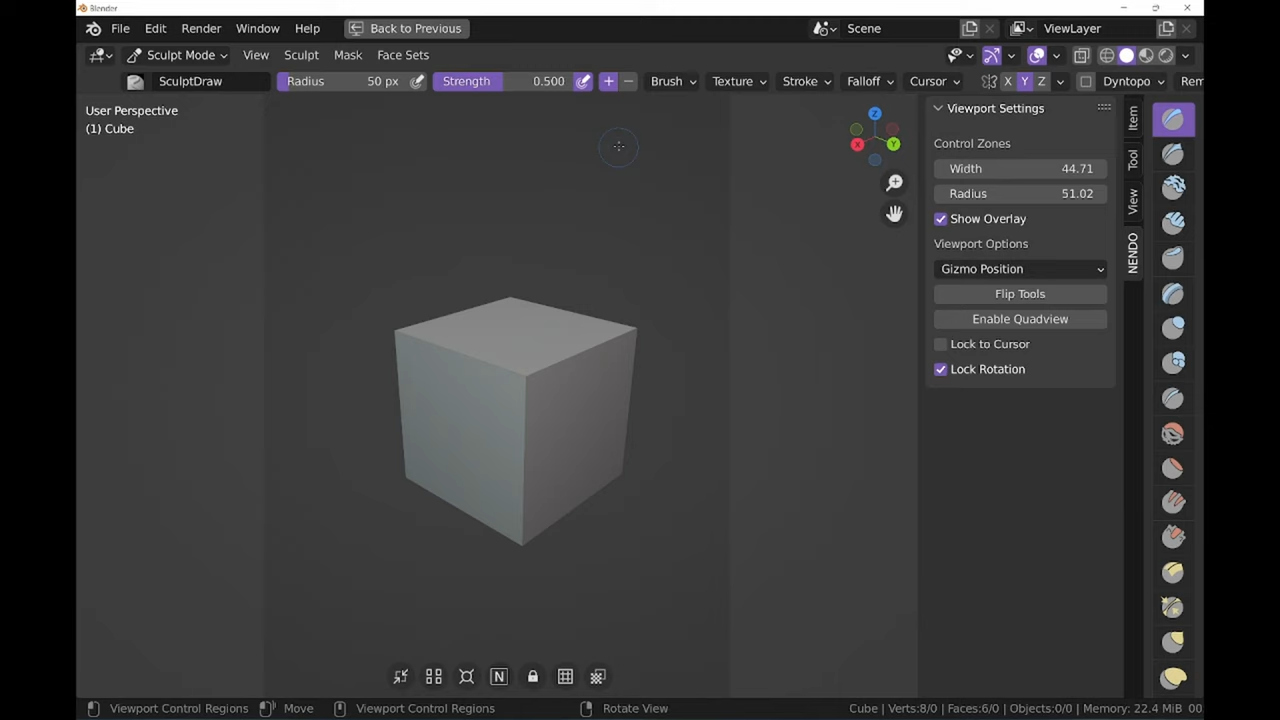 Blender
File Edit Render Window Help Back to Previous Scene ViewLayer
Sculpt Mode View Sculpt Mask Face Sets
SculptDraw Radius 50 px Strength 0.500 Brush Texture Stroke Falloff Cursor X Y Z Dyntopo Rem
User Perspective
(1) Cube
Z
X Y
Viewport Settings
Control Zones
Width 44.71
Radius 51.02
Show Overlay
Viewport Options
Gizmo Position
Flip Tools
Enable Quadview
Lock to Cursor
Lock Rotation
Item
Tool
View
NENDO
N
Viewport Control Regions Move Viewport Control Regions Rotate View Cube | Verts:8/0 | Faces:6/0 | Objects:0/0 | Memory: 22.4 MiB 00